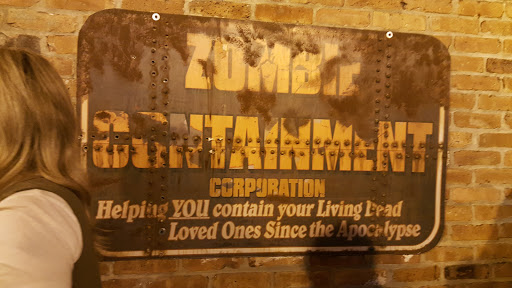 ZOMBIE
CONTAINMENT
CORPORATION
Helping YOU contain your Living Dead
Loved Ones Since the Apocalypse